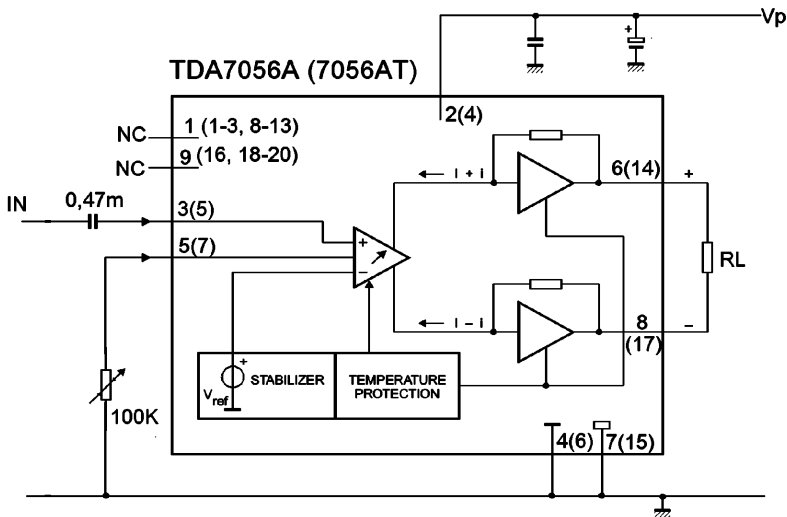 Vp
+
TDA7056A (7056AT)
2(4)
NC 1 (1-3, 8-13)
NC 9 (16, 18-20)
I + i
6(14) +
IN 0,47m 3(5)
5(7)
+
−
RL
I − i
8 −
(17)
+
Vref
STABILIZER
TEMPERATURE
PROTECTION
100K
4(6) 7(15)